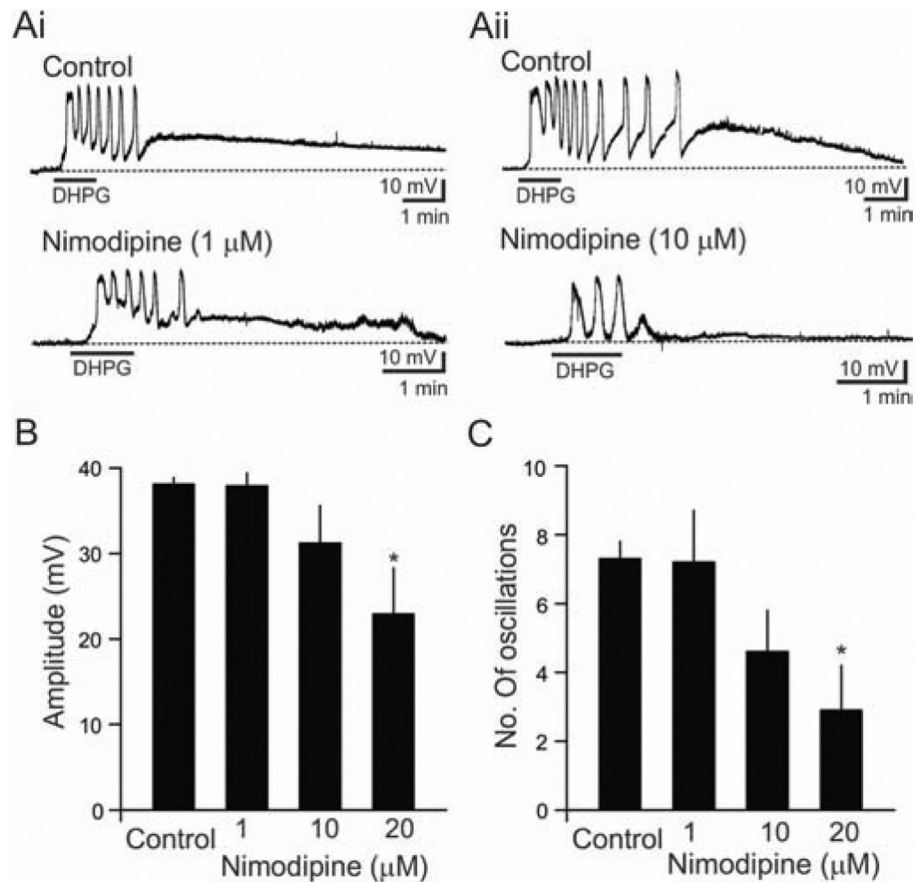 Ai
Aii
Control
Control
DHPG
10 mV
1 min
DHPG
10 mV
1 min
Nimodipine (1 μM)
Nimodipine (10 μM)
DHPG
10 mV
1 min
DHPG
10 mV
1 min
B
C
Amplitude (mV)
40
30
20
10
0
*
Control 1 10 20
Nimodipine (μM)
No. Of oscillations
10
8
6
4
2
0
*
Control 1 10 20
Nimodipine (μM)